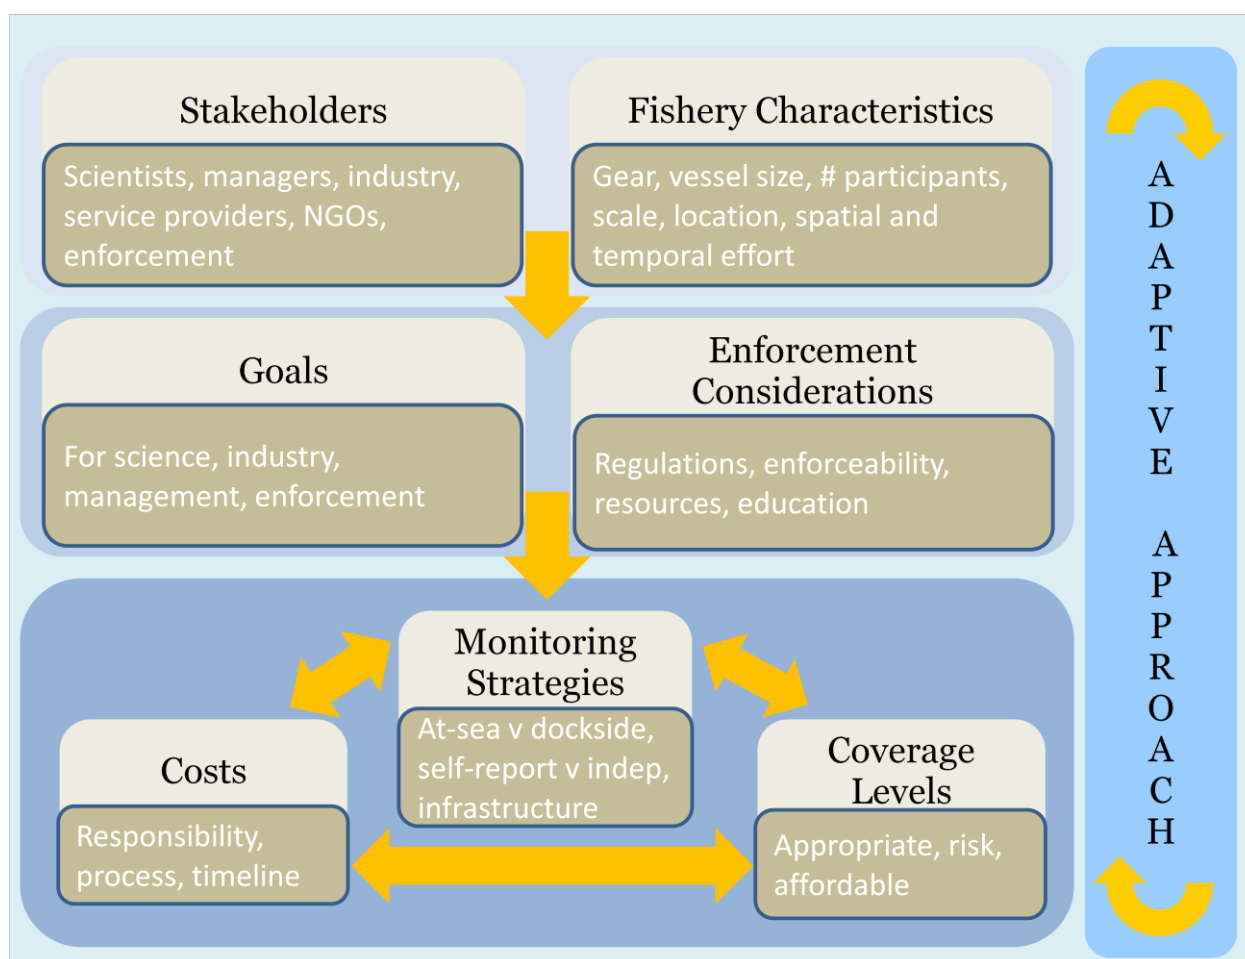 Stakeholders
Scientists, managers, industry,
service providers, NGOs,
enforcement
Fishery Characteristics
Gear, vessel size, # participants,
scale, location, spatial and
temporal effort
Goals
For science, industry,
management, enforcement
Enforcement
Considerations
Regulations, enforceability,
resources, education
Monitoring
Strategies
At-sea v dockside,
self-report v indep,
infrastructure
Costs
Responsibility,
process, timeline
Coverage
Levels
Appropriate, risk,
affordable
ADAPTIVE APPROACH